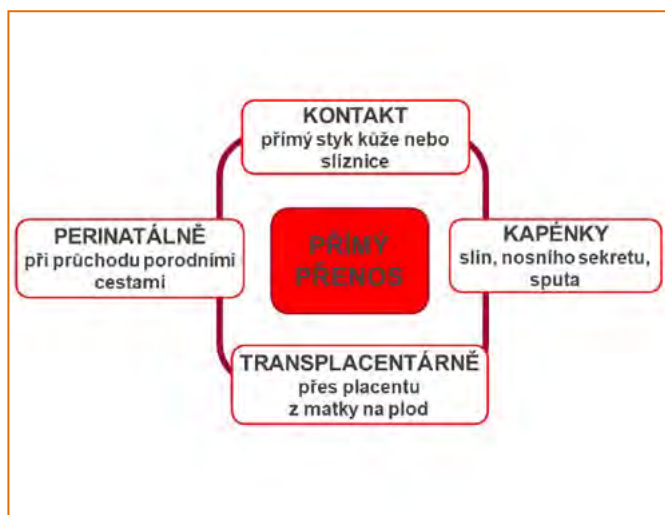 KONTAKT
přímý styk kůže nebo
sliznice
PERINATÁLNĚ
při průchodu porodními
cestami
PŘÍMÝ
PŘENOS
KAPÉNKY
slin, nosního sekretu,
sputa
TRANSPLACENTÁRNĚ
přes placentu
z matky na plod